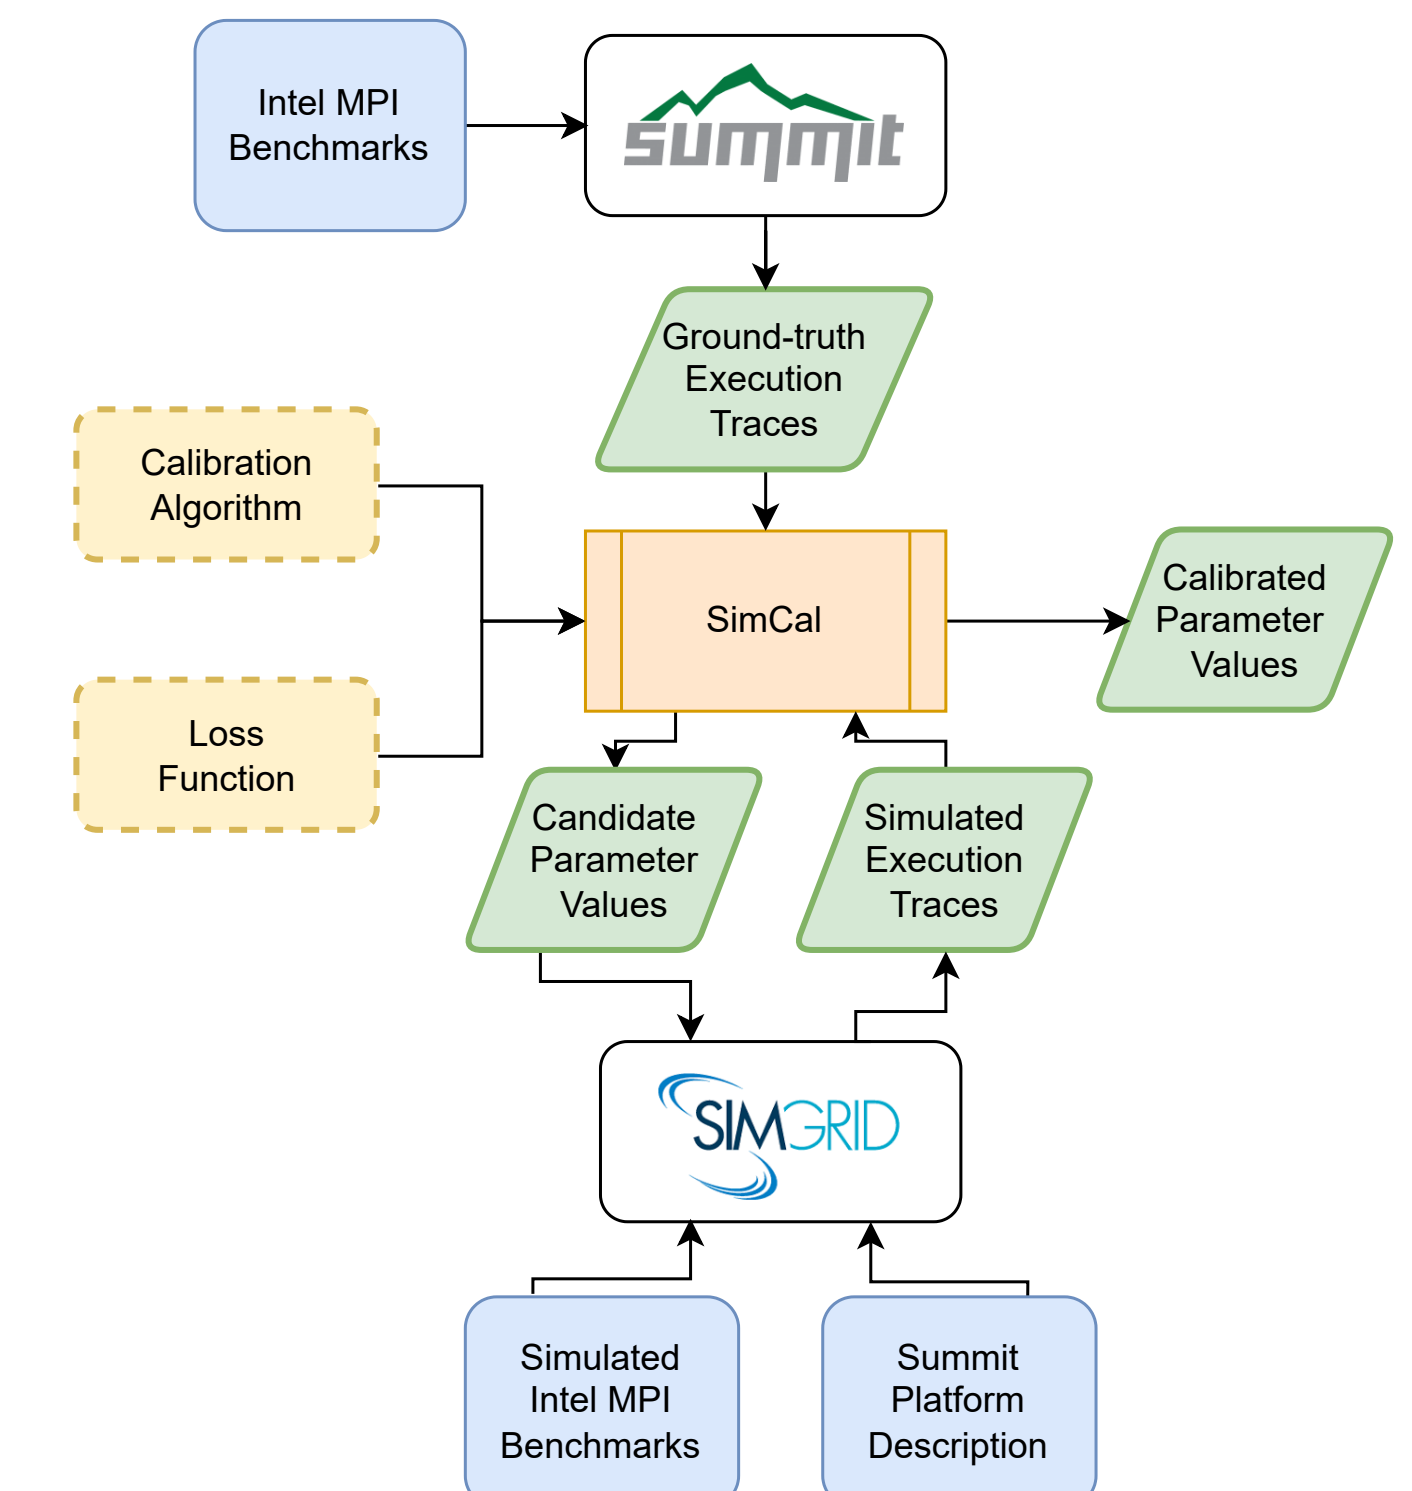 Intel MPI
Benchmarks
summit
Ground-truth
Execution
Traces
Calibration
Algorithm
SimCal
Calibrated
Parameter
Values
Loss
Function
Candidate
Parameter
Values
Simulated
Execution
Traces
SIMGRID
Simulated
Intel MPI
Benchmarks
Summit
Platform
Description